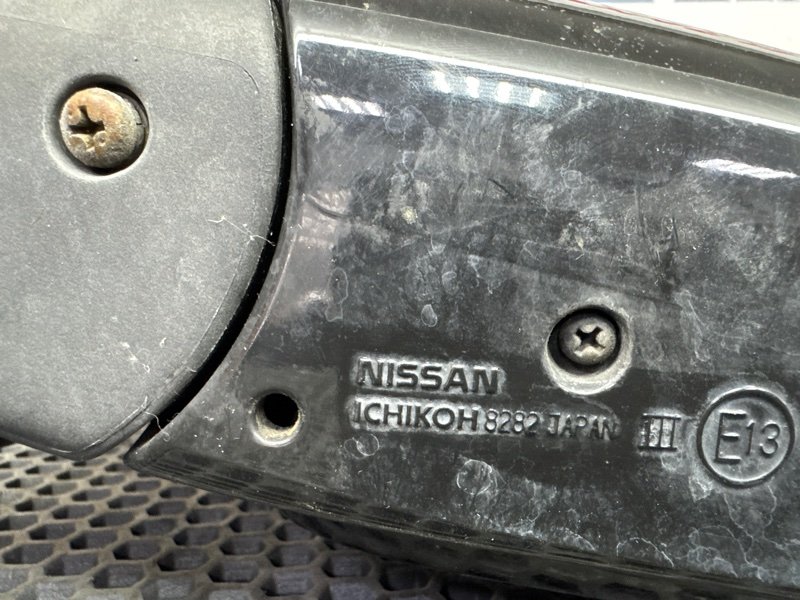 NISSAN
ICHIKOH 8282 JAPAN III E13